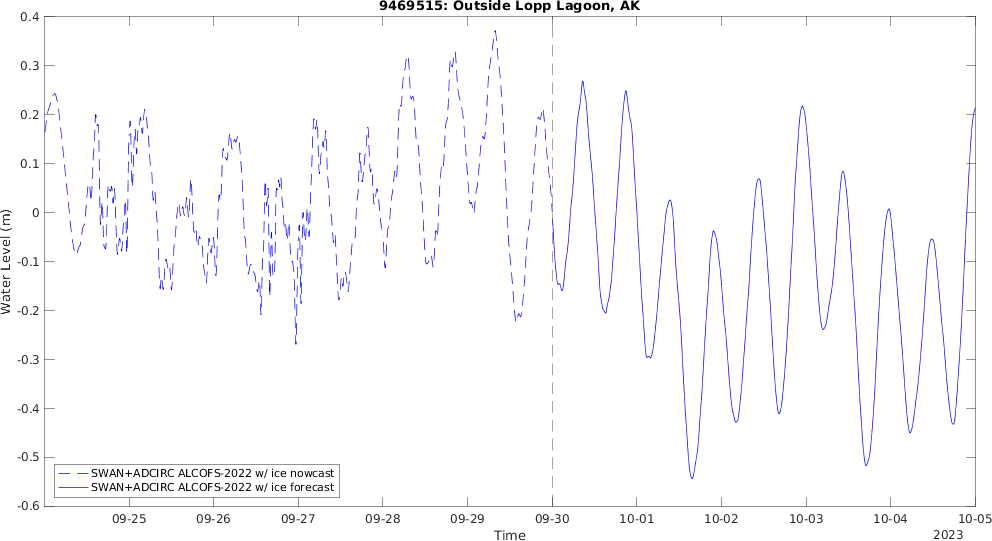 9469515: Outside Lopp Lagoon, AK
0.4
0.3
0.2
0.1
0
-0.1
-0.2
-0.3
-0.4
-0.5
-0.6
Water Level (m)
SWAN+ADCIRC ALCOFS-2022 w/ ice nowcast
SWAN+ADCIRC ALCOFS-2022 w/ ice forecast
09-25 09-26 09-27 09-28 09-29 09-30 10-01 10-02 10-03 10-04 10-05
Time
2023